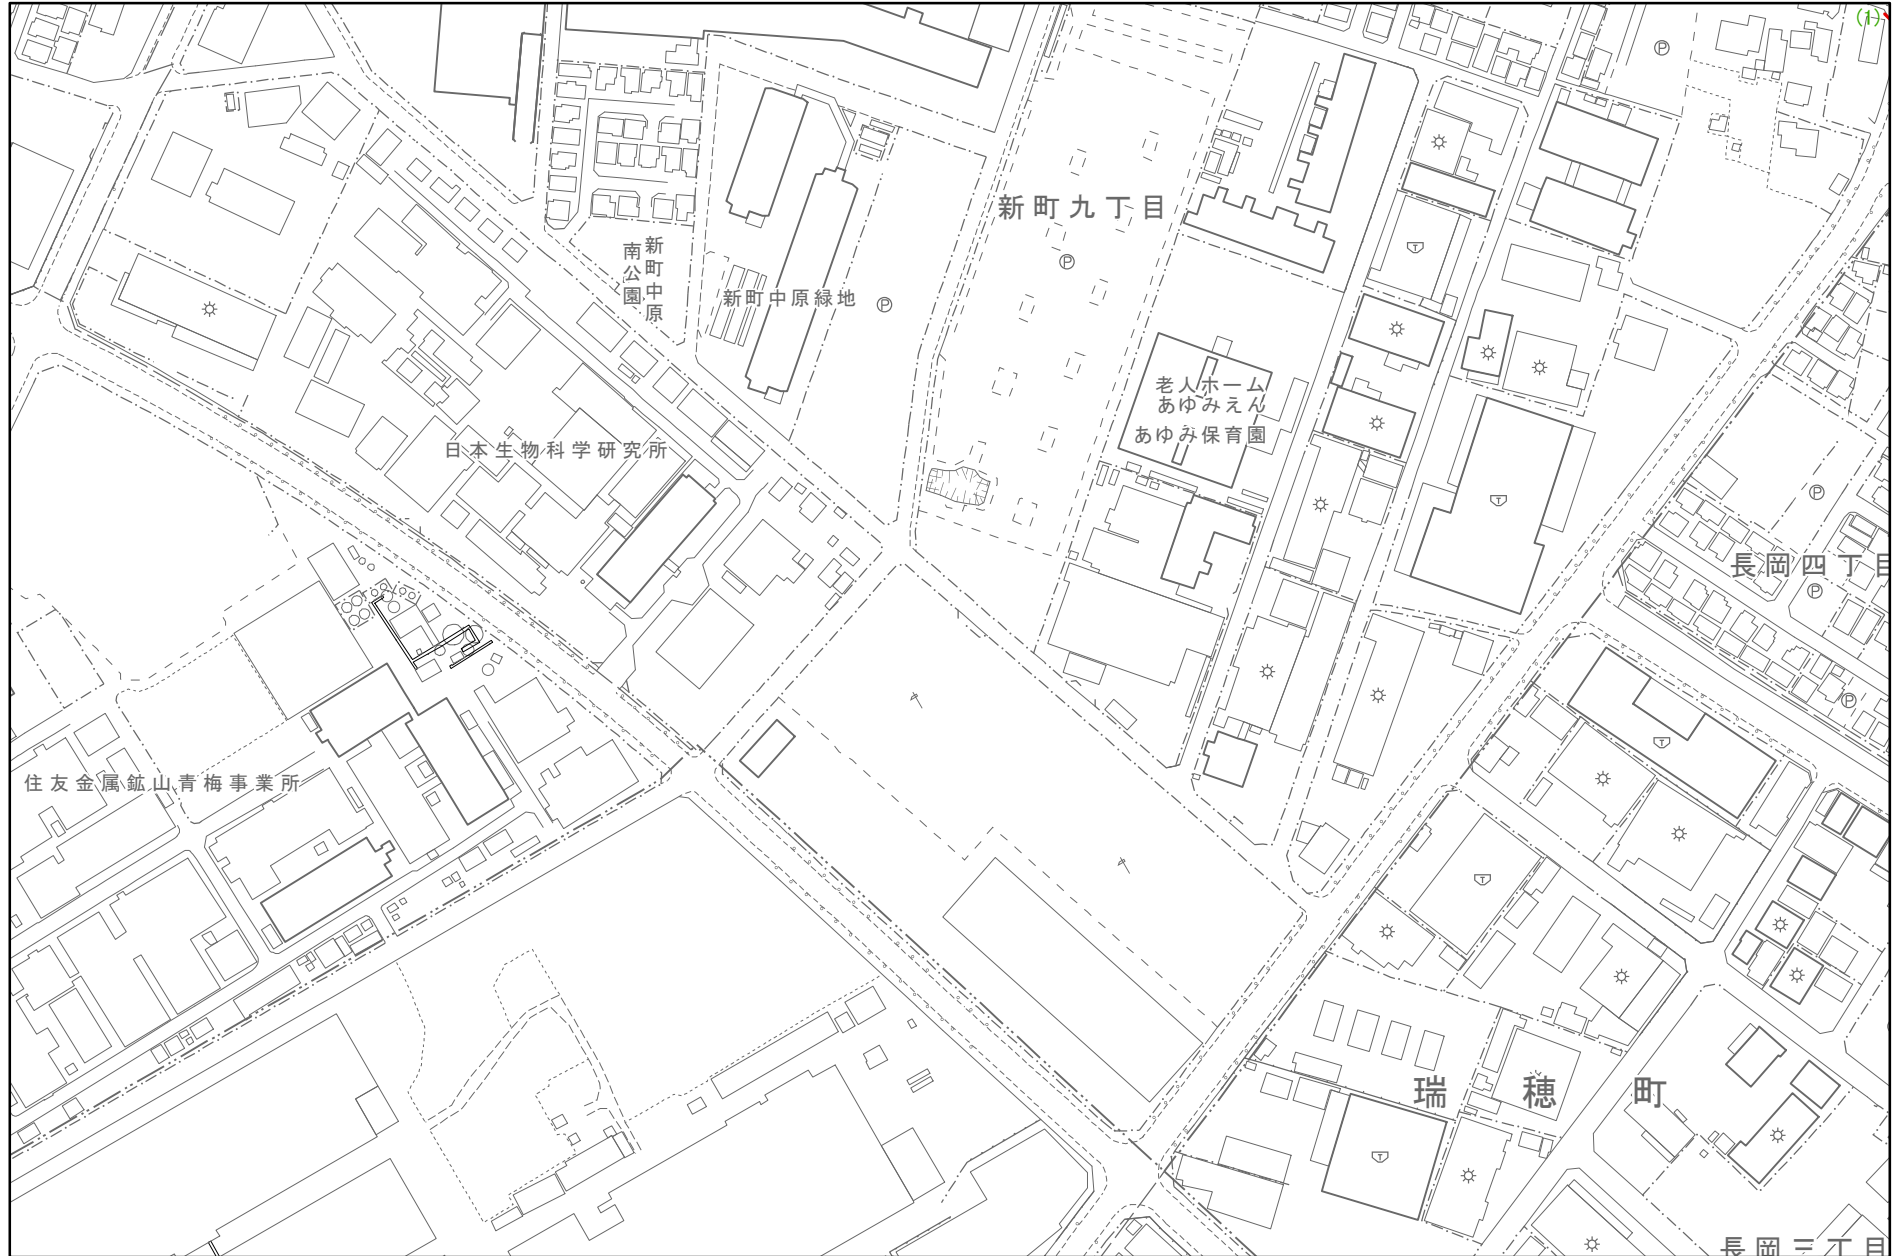 (1)
新町九丁目
新町中原
南公園
新町中原緑地
Ⓟ
Ⓟ
Ⓟ
老人ホーム
あゆみえん
あゆみ保育園
日本生物科学研究所
Ⓟ
長岡四丁目
Ⓟ
Ⓟ
住友金属鉱山青梅事業所
瑞穂町
長岡三丁目